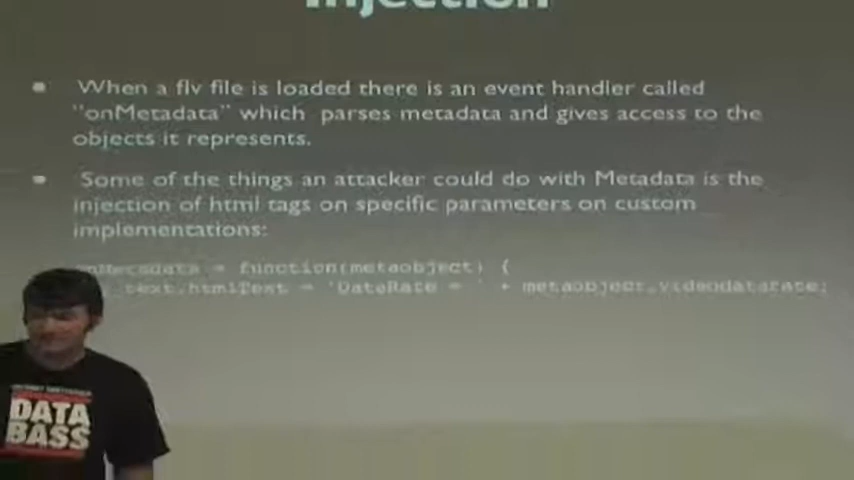 Injection
When a flv file is loaded there is an event handler called
"onMetadata" which parses metadata and gives access to the
objects it represents.
Some of the things an attacker could do with Metadata is the
injection of html tags on specific parameters on custom
implementations:
= function(metaobject) {
text.htmlText = 'DateRate = ' + metaobject.videodatarate;
DATA
BASS